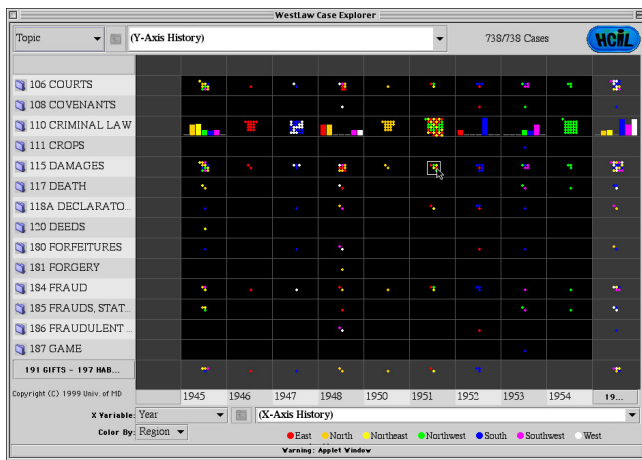 WestLaw Case Explorer
Topic (Y-Axis History) 738/738 Cases HCIL
106 COURTS
108 COVENANTS
110 CRIMINAL LAW
111 CROPS
115 DAMAGES
117 DEATH
118A DECLARATO...
120 DEEDS
180 FORFEITURES
181 FORGERY
184 FRAUD
185 FRAUDS, STAT...
186 FRAUDULENT ...
187 GAME
191 GIFTS - 197 HAB...
Copyright (C) 1999 Univ. of MD 1945 1946 1947 1948 1950 1951 1952 1953 1954 19...
X Variable: Year (X-Axis History)
Color By: Region East North Northeast Northwest South Southwest West
Warning: Applet Window